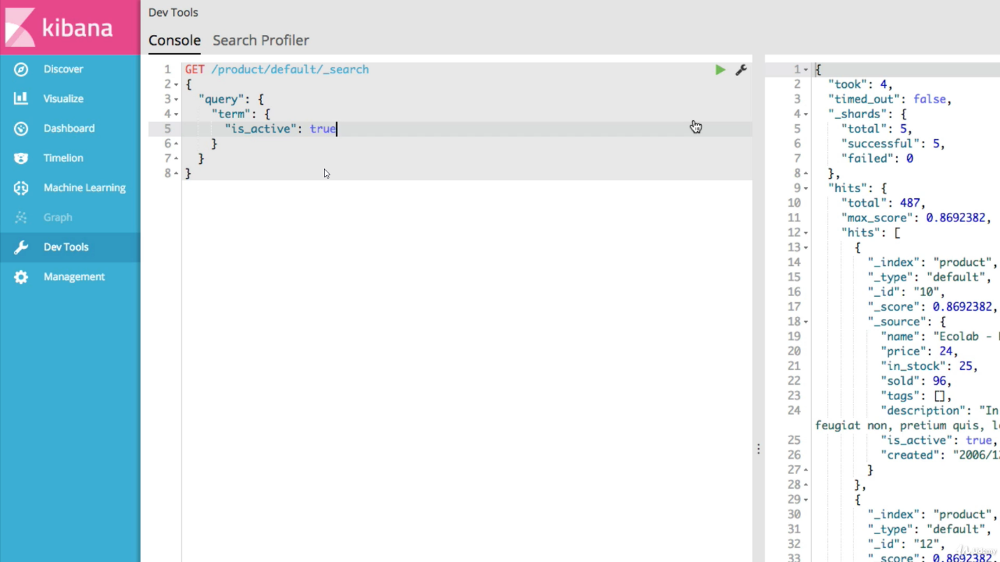 kibana
Discover
Visualize
Dashboard
Timelion
Machine Learning
Graph
Dev Tools
Management
Dev Tools
Console Search Profiler
1 GET /product/default/_search
2 {
3 "query": {
4 "term": {
5 "is_active": true
6 }
7 }
8 }
1 {
2 "took": 4,
3 "timed_out": false,
4 "_shards": {
5 "total": 5,
6 "successful": 5,
7 "failed": 0
8 },
9 "hits": {
10 "total": 487,
11 "max_score": 0.8692382,
12 "hits": [
13 {
14 "_index": "product",
15 "_type": "default",
16 "_id": "10",
17 "_score": 0.8692382,
18 "_source": {
19 "name": "Ecolab -
20 "price": 24,
21 "in_stock": 25,
22 "sold": 96,
23 "tags": [],
24 "description": "In
feugiat non, pretium quis,
25 "is_active": true,
26 "created": "2006/12
27 }
28 },
29 {
30 "_index": "product",
31 "_type": "default",
32 "_id": "12",
33 "_score": 0.8692382,
Udemy